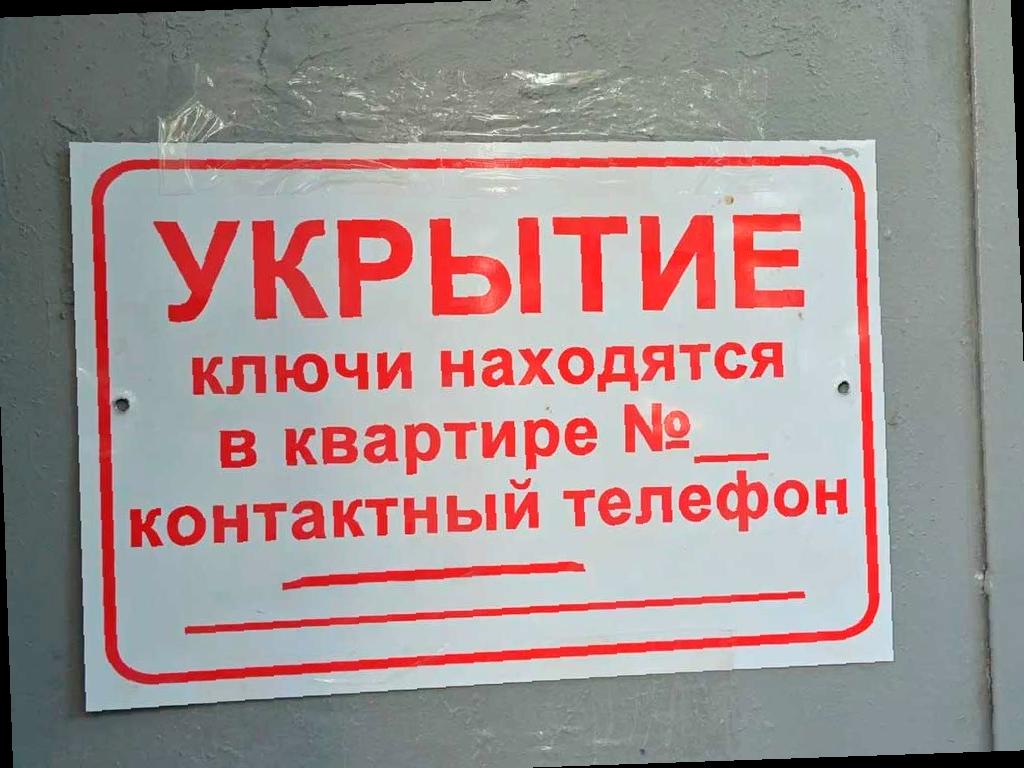 УКРЫТИЕ
ключи находятся
в квартире №__
контактный телефон